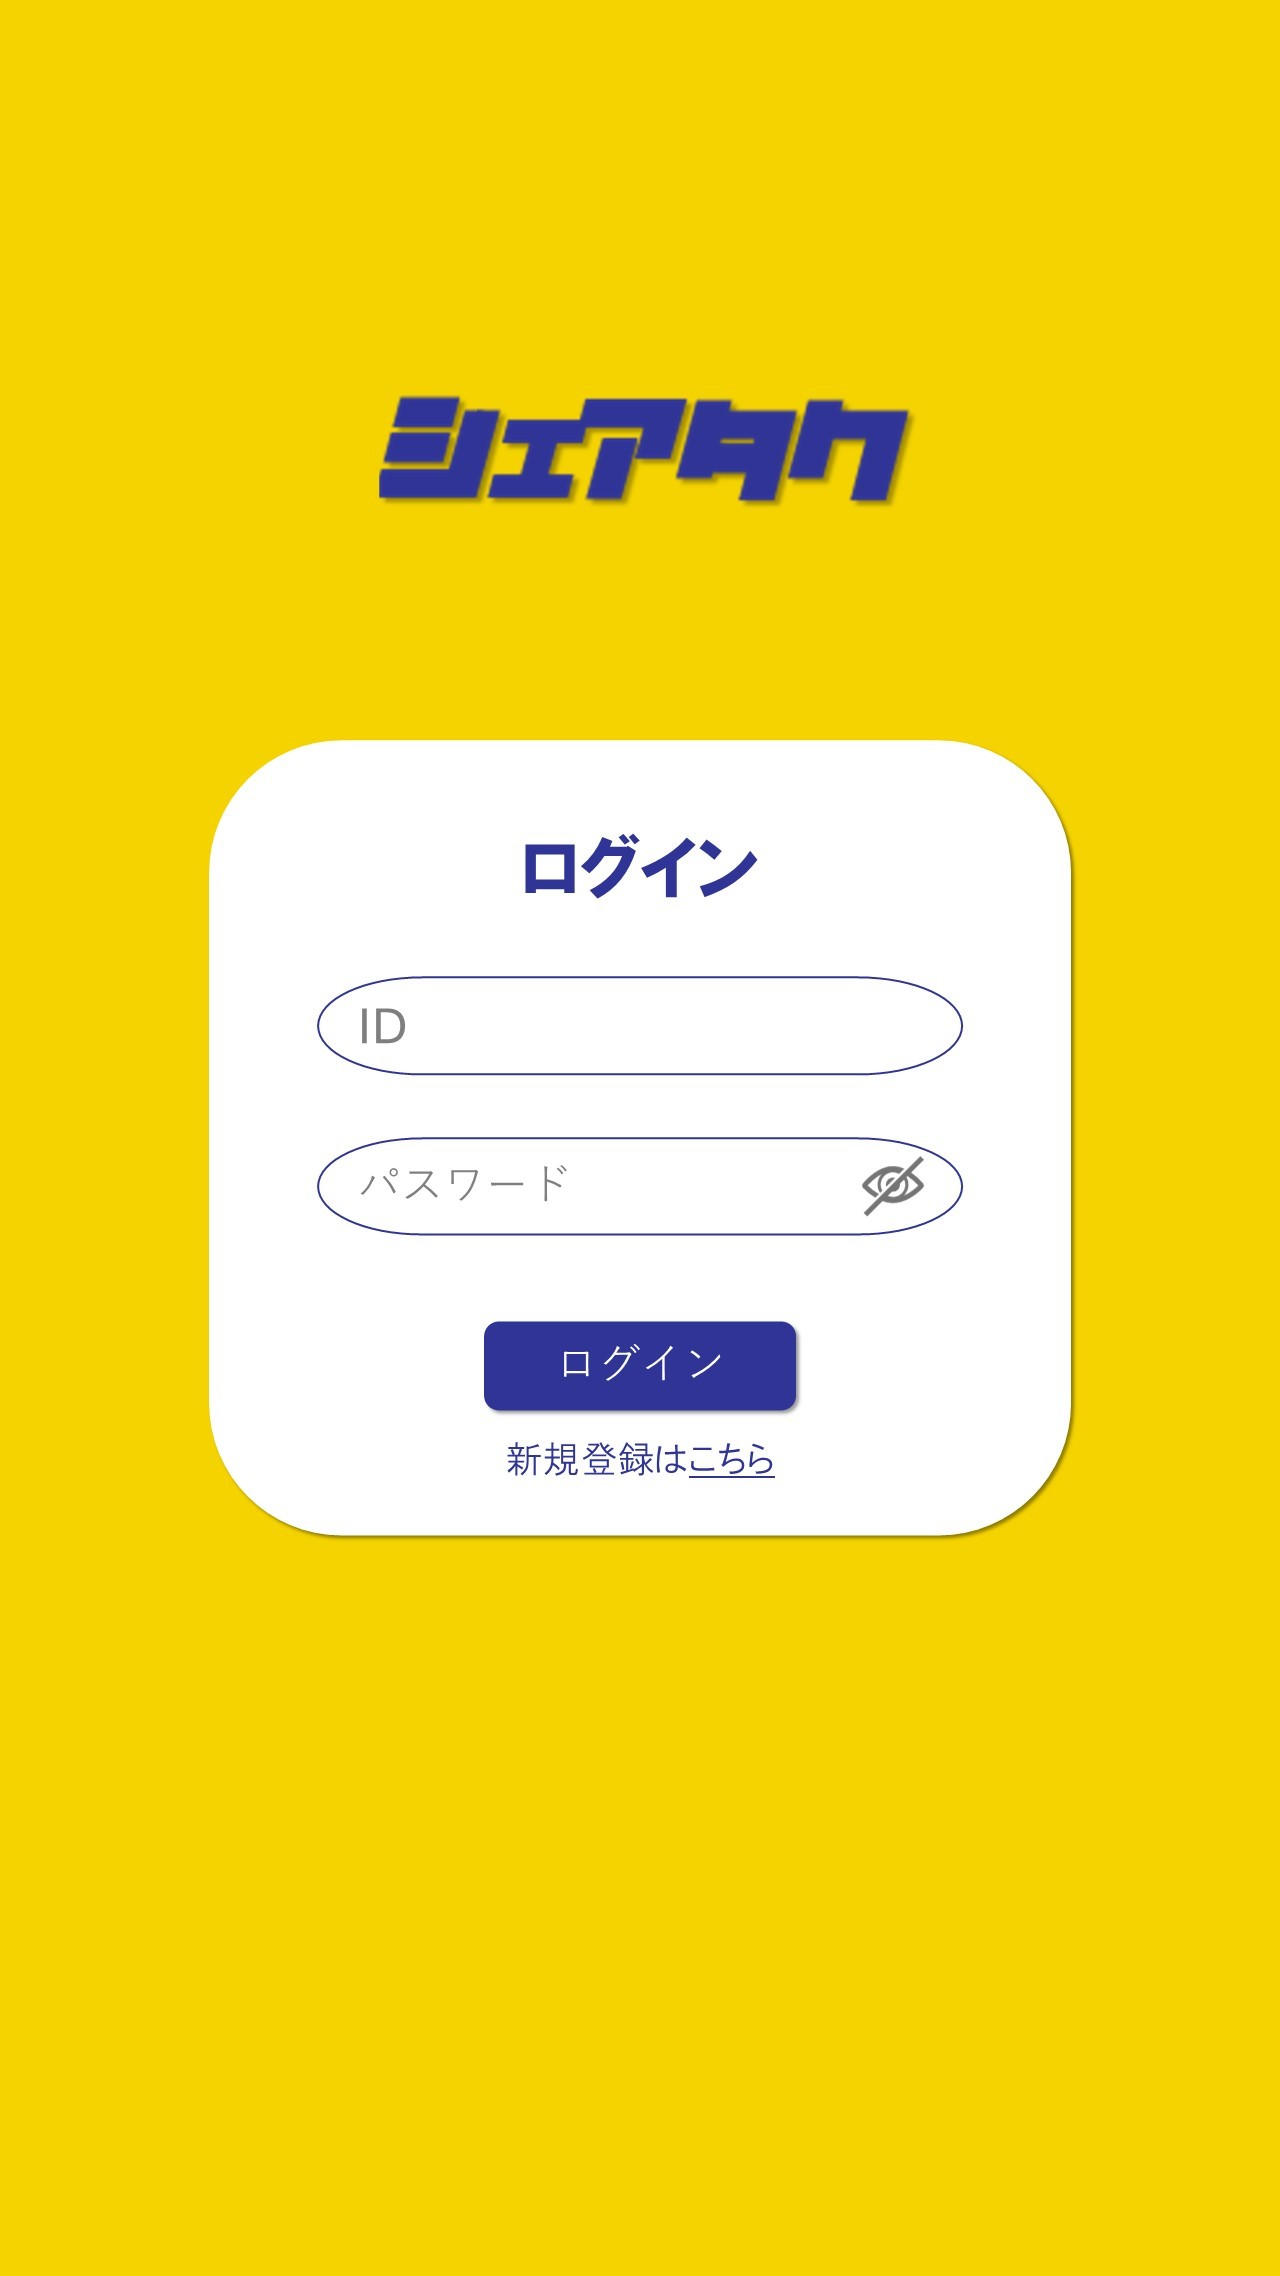 シェアタク
ログイン
ID
パスワード
ログイン
新規登録はこちら